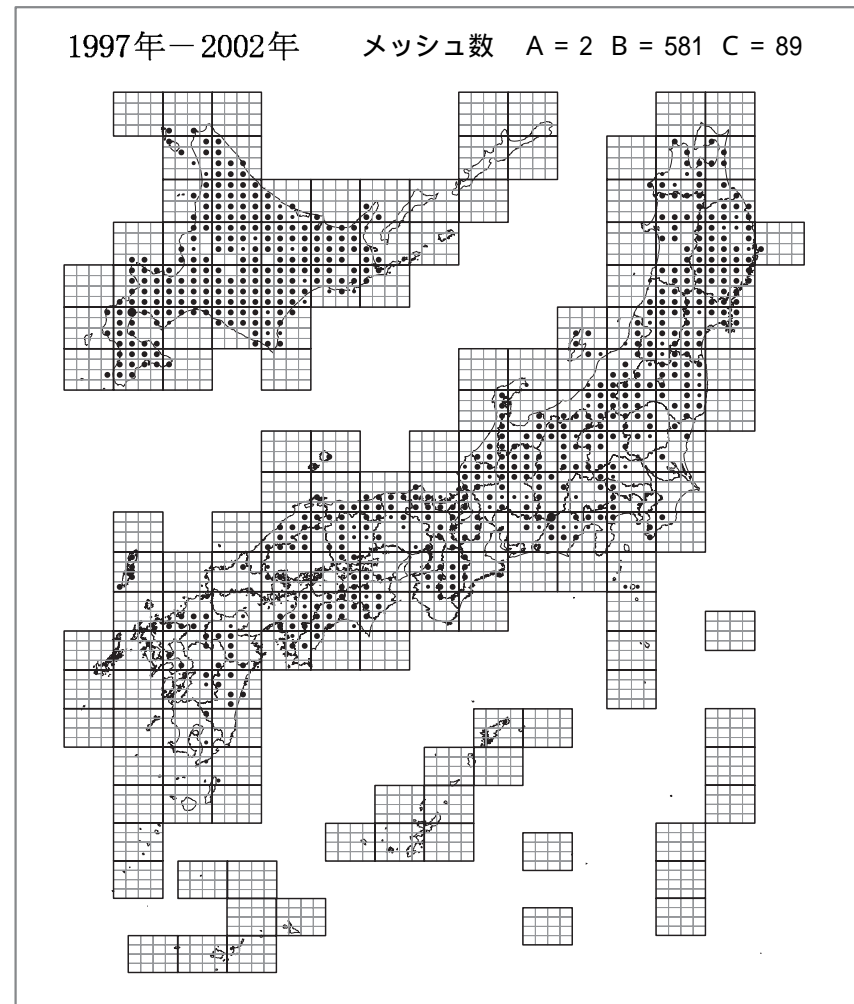 1997年－2002年 メッシュ数 A = 2 B = 581 C = 89